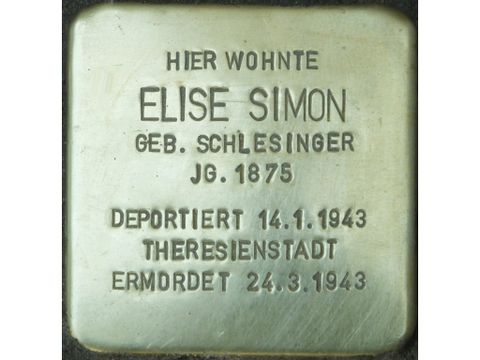 HIER WOHNTE
ELISE SIMON
GEB. SCHLESINGER
JG. 1875
DEPORTIERT 14.1.1943
THERESIENSTADT
ERMORDET 24.3.1943